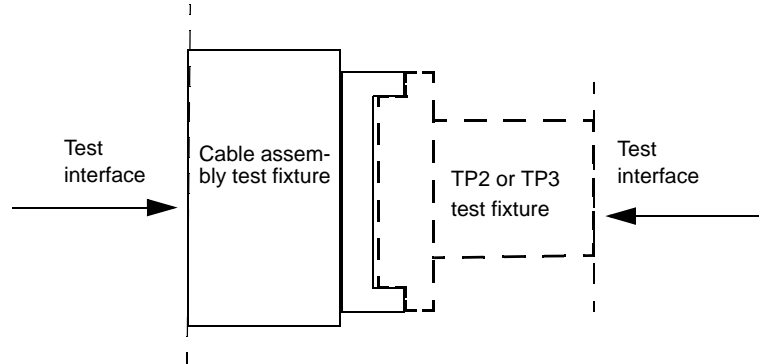 Test
interface
Cable assem-
bly test fixture
TP2 or TP3
test fixture
Test
interface